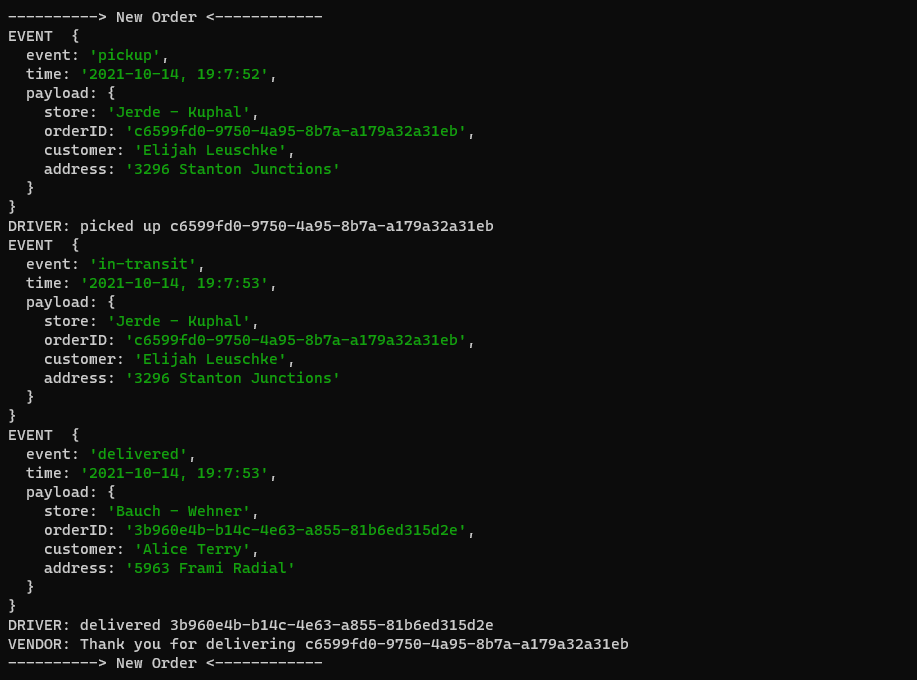 ----------> New Order <------------
EVENT  {
  event: 'pickup',
  time: '2021-10-14, 19:7:52',
  payload: {
    store: 'Jerde - Kuphal',
    orderID: 'c6599fd0-9750-4a95-8b7a-a179a32a31eb',
    customer: 'Elijah Leuschke',
    address: '3296 Stanton Junctions'
  }
}
DRIVER: picked up c6599fd0-9750-4a95-8b7a-a179a32a31eb
EVENT  {
  event: 'in-transit',
  time: '2021-10-14, 19:7:53',
  payload: {
    store: 'Jerde - Kuphal',
    orderID: 'c6599fd0-9750-4a95-8b7a-a179a32a31eb',
    customer: 'Elijah Leuschke',
    address: '3296 Stanton Junctions'
  }
}
EVENT  {
  event: 'delivered',
  time: '2021-10-14, 19:7:53',
  payload: {
    store: 'Bauch - Wehner',
    orderID: '3b960e4b-b14c-4e63-a855-81b6ed315d2e',
    customer: 'Alice Terry',
    address: '5963 Frami Radial'
  }
}
DRIVER: delivered 3b960e4b-b14c-4e63-a855-81b6ed315d2e
VENDOR: Thank you for delivering c6599fd0-9750-4a95-8b7a-a179a32a31eb
----------> New Order <------------